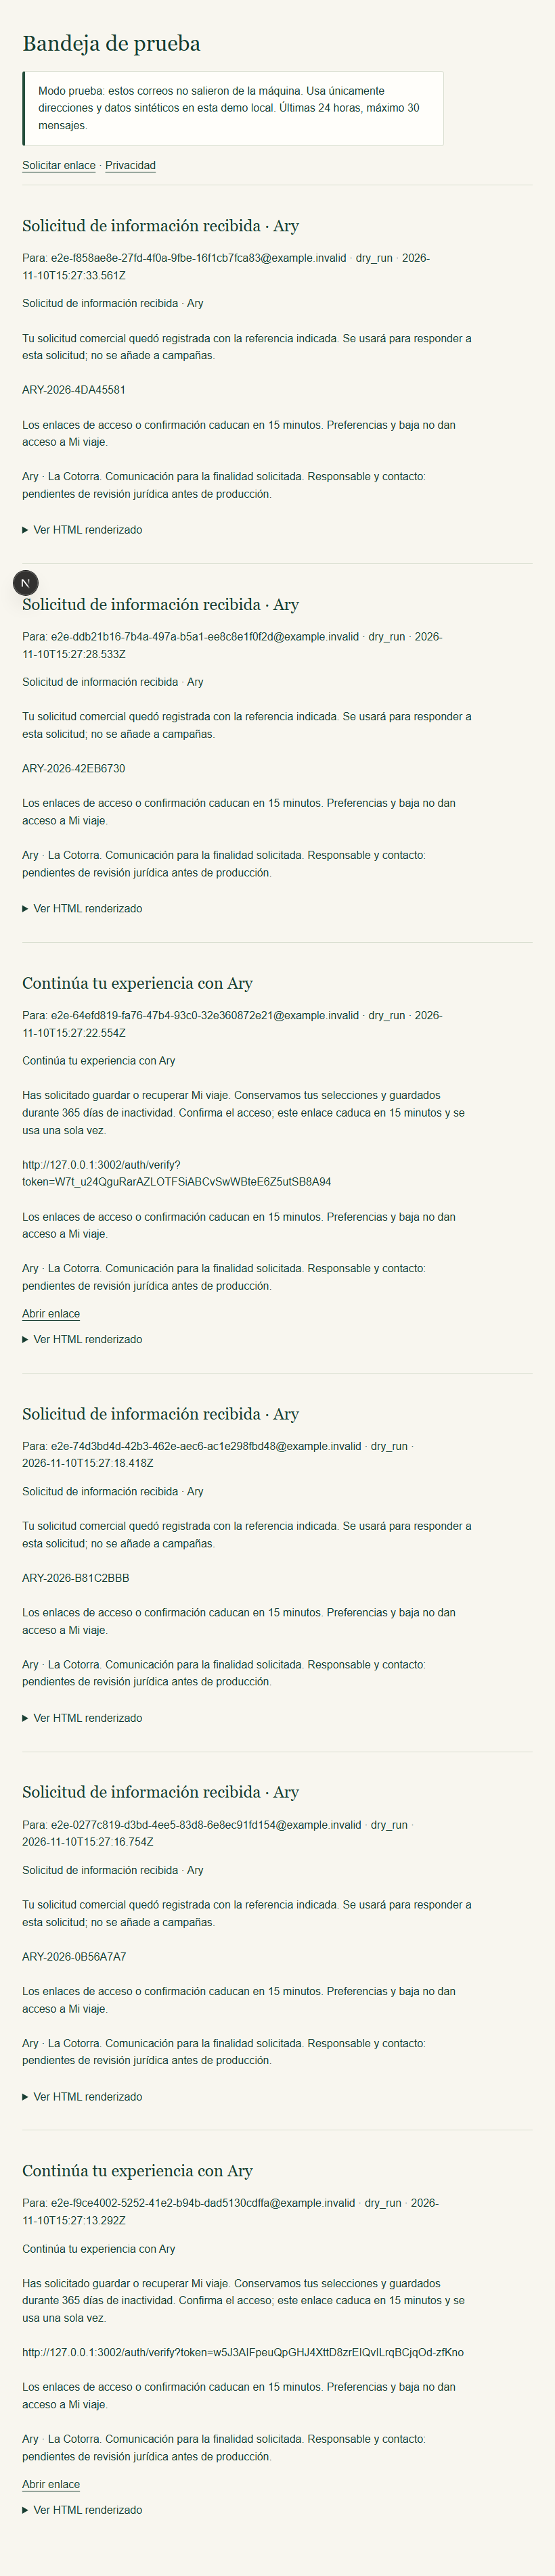 Bandeja de prueba
Modo prueba: estos correos no salieron de la máquina. Usa únicamente
direcciones y datos sintéticos en esta demo local. Últimas 24 horas, máximo 30
mensajes.
Solicitar enlace · Privacidad
Solicitud de información recibida · Ary
Para: e2e-f858ae8e-27fd-4f0a-9fbe-16f1cb7fca83@example.invalid · dry_run · 2026-
11-10T15:27:33.561Z
Solicitud de información recibida · Ary
Tu solicitud comercial quedó registrada con la referencia indicada. Se usará para responder a
esta solicitud; no se añade a campañas.
ARY-2026-4DA45581
Los enlaces de acceso o confirmación caducan en 15 minutos. Preferencias y baja no dan
acceso a Mi viaje.
Ary · La Cotorra. Comunicación para la finalidad solicitada. Responsable y contacto:
pendientes de revisión jurídica antes de producción.
▶ Ver HTML renderizado
N
Solicitud de información recibida · Ary
Para: e2e-ddb21b16-7b4a-497a-b5a1-ee8c8e1f0f2d@example.invalid · dry_run · 2026-
11-10T15:27:28.533Z
Solicitud de información recibida · Ary
Tu solicitud comercial quedó registrada con la referencia indicada. Se usará para responder a
esta solicitud; no se añade a campañas.
ARY-2026-42EB6730
Los enlaces de acceso o confirmación caducan en 15 minutos. Preferencias y baja no dan
acceso a Mi viaje.
Ary · La Cotorra. Comunicación para la finalidad solicitada. Responsable y contacto:
pendientes de revisión jurídica antes de producción.
▶ Ver HTML renderizado
Continúa tu experiencia con Ary
Para: e2e-64efd819-fa76-47b4-93c0-32e360872e21@example.invalid · dry_run · 2026-
11-10T15:27:22.554Z
Continúa tu experiencia con Ary
Has solicitado guardar o recuperar Mi viaje. Conservamos tus selecciones y guardados
durante 365 días de inactividad. Confirma el acceso; este enlace caduca en 15 minutos y se
usa una sola vez.
http://127.0.0.1:3002/auth/verify?
token=W7t_u24QguRarAZLOTFSiABCvSwWBteE6Z5utSB8A94
Los enlaces de acceso o confirmación caducan en 15 minutos. Preferencias y baja no dan
acceso a Mi viaje.
Ary · La Cotorra. Comunicación para la finalidad solicitada. Responsable y contacto:
pendientes de revisión jurídica antes de producción.
Abrir enlace
▶ Ver HTML renderizado
Solicitud de información recibida · Ary
Para: e2e-74d3bd4d-42b3-462e-aec6-ac1e298fbd48@example.invalid · dry_run ·
2026-11-10T15:27:18.418Z
Solicitud de información recibida · Ary
Tu solicitud comercial quedó registrada con la referencia indicada. Se usará para responder a
esta solicitud; no se añade a campañas.
ARY-2026-B81C2BBB
Los enlaces de acceso o confirmación caducan en 15 minutos. Preferencias y baja no dan
acceso a Mi viaje.
Ary · La Cotorra. Comunicación para la finalidad solicitada. Responsable y contacto:
pendientes de revisión jurídica antes de producción.
▶ Ver HTML renderizado
Solicitud de información recibida · Ary
Para: e2e-0277c819-d3bd-4ee5-83d8-6e8ec91fd154@example.invalid · dry_run ·
2026-11-10T15:27:16.754Z
Solicitud de información recibida · Ary
Tu solicitud comercial quedó registrada con la referencia indicada. Se usará para responder a
esta solicitud; no se añade a campañas.
ARY-2026-0B56A7A7
Los enlaces de acceso o confirmación caducan en 15 minutos. Preferencias y baja no dan
acceso a Mi viaje.
Ary · La Cotorra. Comunicación para la finalidad solicitada. Responsable y contacto:
pendientes de revisión jurídica antes de producción.
▶ Ver HTML renderizado
Continúa tu experiencia con Ary
Para: e2e-f9ce4002-5252-41e2-b94b-dad5130cdffa@example.invalid · dry_run · 2026-
11-10T15:27:13.292Z
Continúa tu experiencia con Ary
Has solicitado guardar o recuperar Mi viaje. Conservamos tus selecciones y guardados
durante 365 días de inactividad. Confirma el acceso; este enlace caduca en 15 minutos y se
usa una sola vez.
http://127.0.0.1:3002/auth/verify?token=w5J3AlFpeuQpGHJ4XttD8zrEIQvILrqBCjqOd-zfKno
Los enlaces de acceso o confirmación caducan en 15 minutos. Preferencias y baja no dan
acceso a Mi viaje.
Ary · La Cotorra. Comunicación para la finalidad solicitada. Responsable y contacto:
pendientes de revisión jurídica antes de producción.
Abrir enlace
▶ Ver HTML renderizado